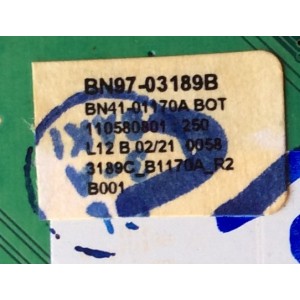 BN97-03189B
BN41-01170A BOT
110580801 250
L12 B 02/21 0058
3189C_B1170A_R2
B001